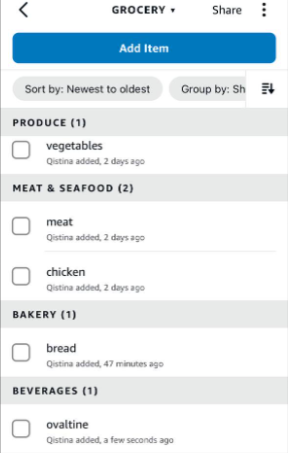 GROCERY ▾ Share
Add Item
Sort by: Newest to oldest Group by: Sh
PRODUCE (1)
vegetables
Qistina added, 2 days ago
MEAT & SEAFOOD (2)
meat
Qistina added, 2 days ago
chicken
Qistina added, 2 days ago
BAKERY (1)
bread
Qistina added, 47 minutes ago
BEVERAGES (1)
ovaltine
Qistina added, a few seconds ago